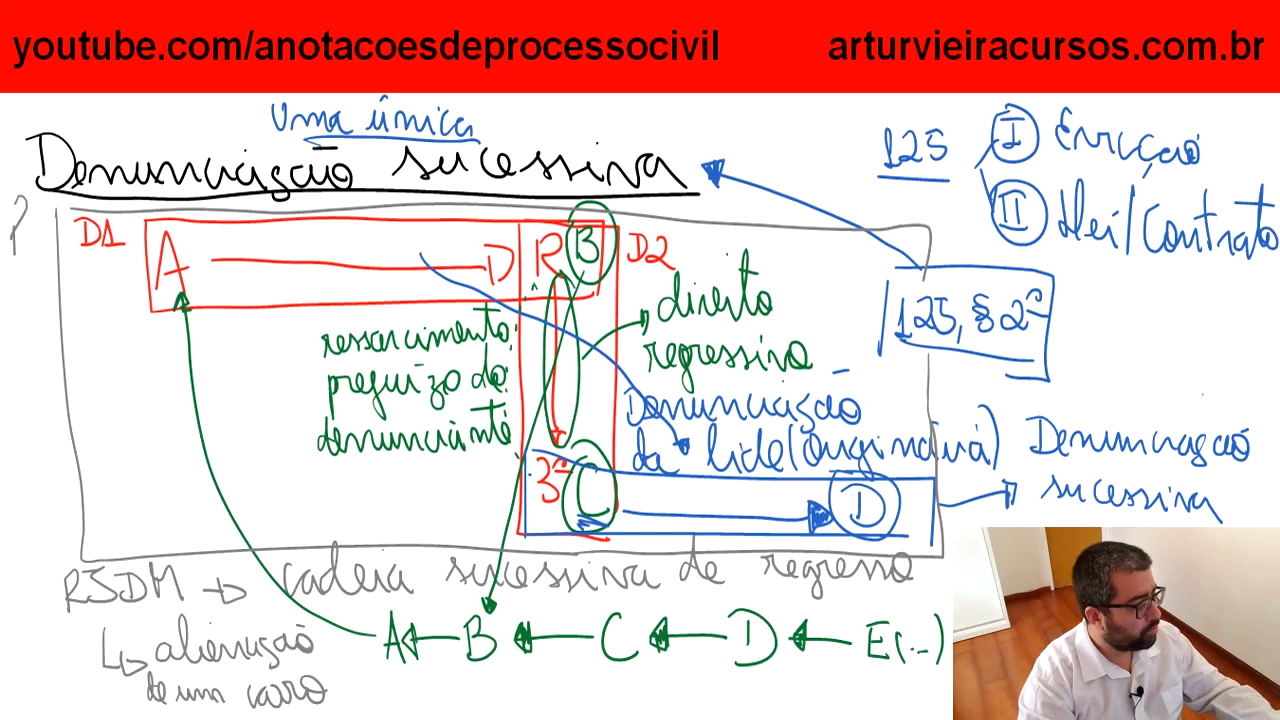 youtube.com/anotacoesdeprocessocivil
arturvieiracursos.com.br
Uma única
Denunciação sucessiva
125
I Evicção
II Lei/Contrato
?
D1
A
D
R
B
D2
125, § 2º
direito
regressivo
ressarcimento
prejuízo do
denunciante
Denunciação
da lide (originária)
3º C
D
Denunciação
sucessiva
RJDM → cadeia sucessiva de regresso
A ← B ← C ← D ← E (...)
alienação
de um carro